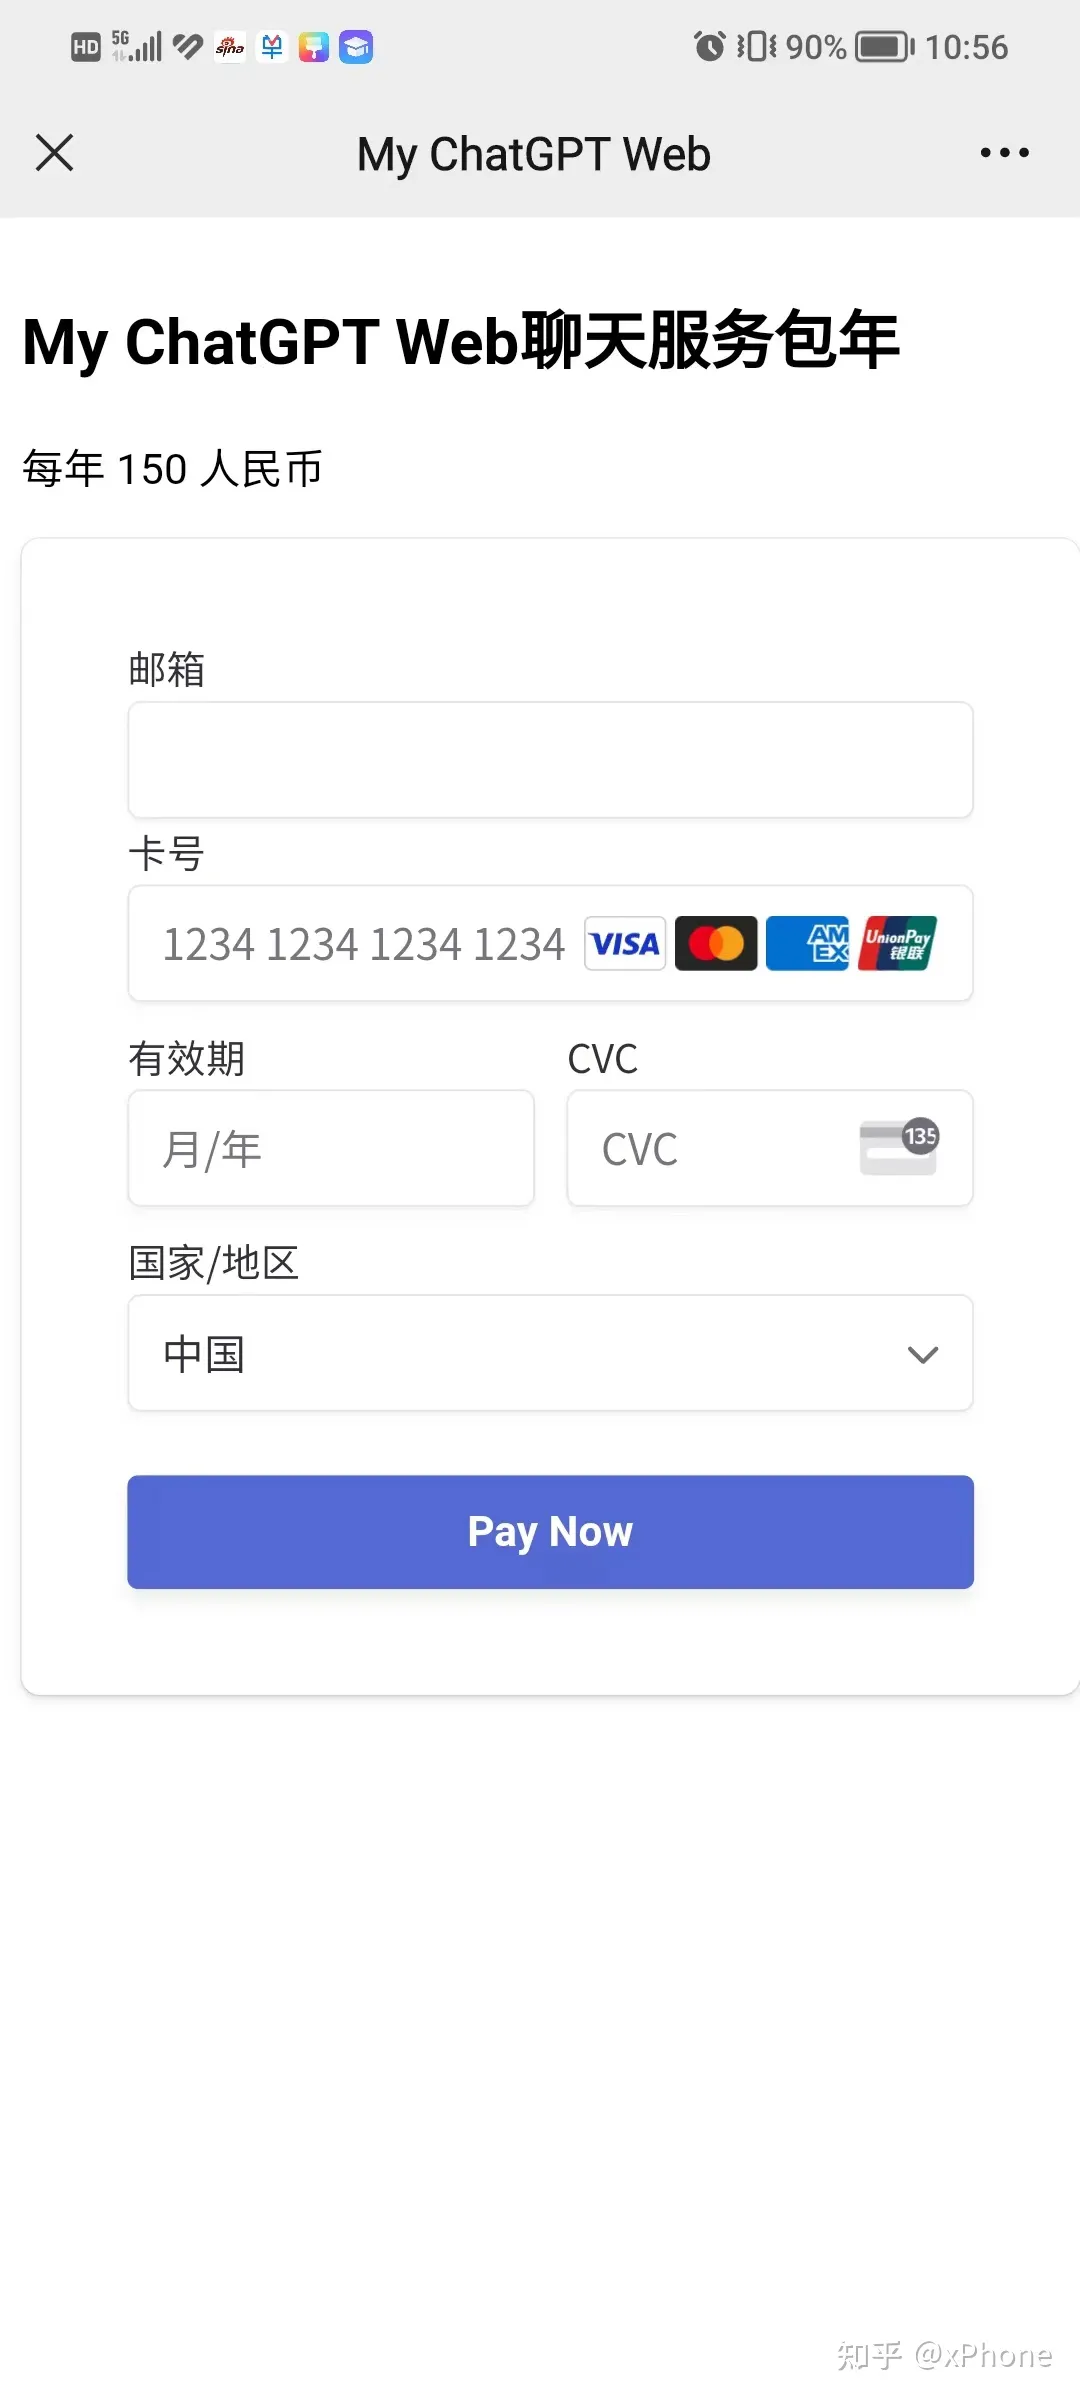 HD 5G sina 90% 10:56
My ChatGPT Web
My ChatGPT Web聊天服务包年
每年 150 人民币
邮箱
卡号
1234 1234 1234 1234 VISA AM EX UnionPay 银联
有效期 CVC
月/年 CVC 135
国家/地区
中国
Pay Now
知乎 @xPhone